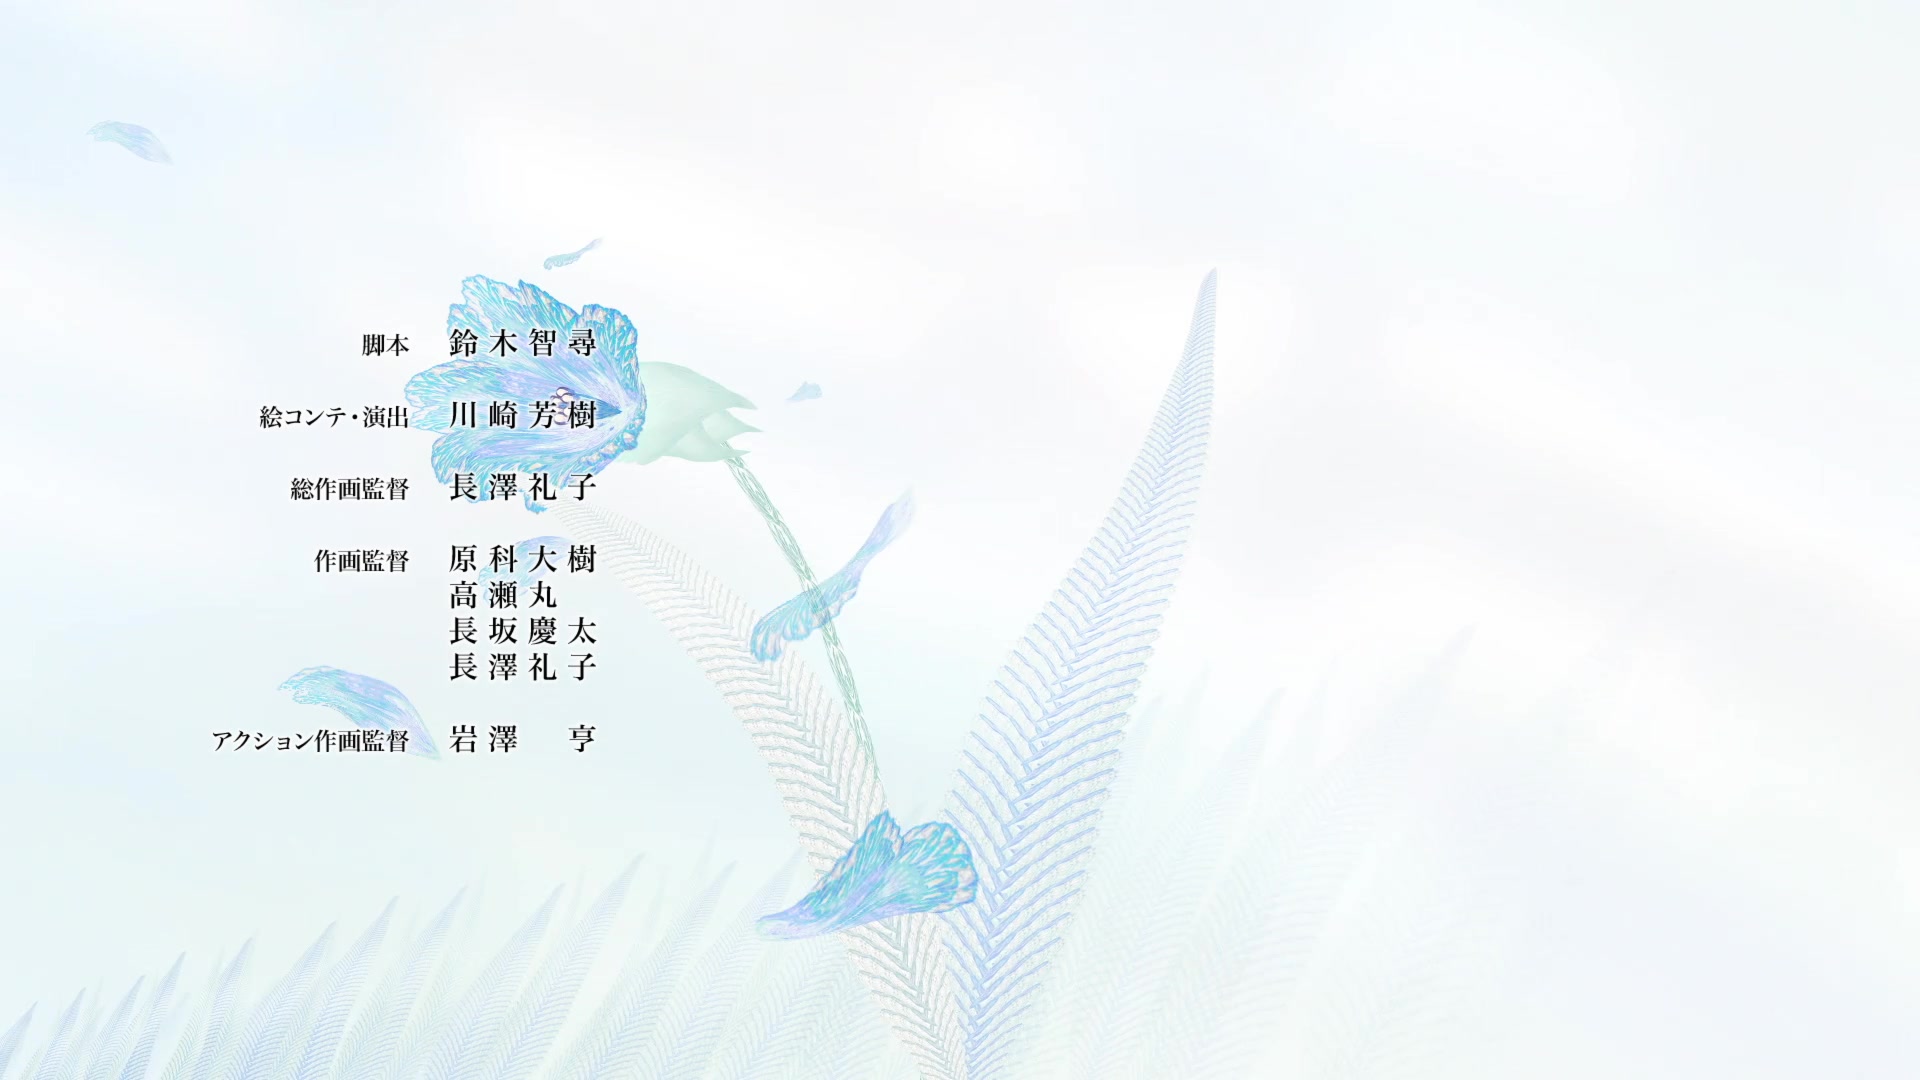 脚本 鈴木智尋
絵コンテ・演出 川崎芳樹
総作画監督 長澤礼子
作画監督 原科大樹
高瀬丸
長坂慶太
長澤礼子
アクション作画監督 岩澤 亨